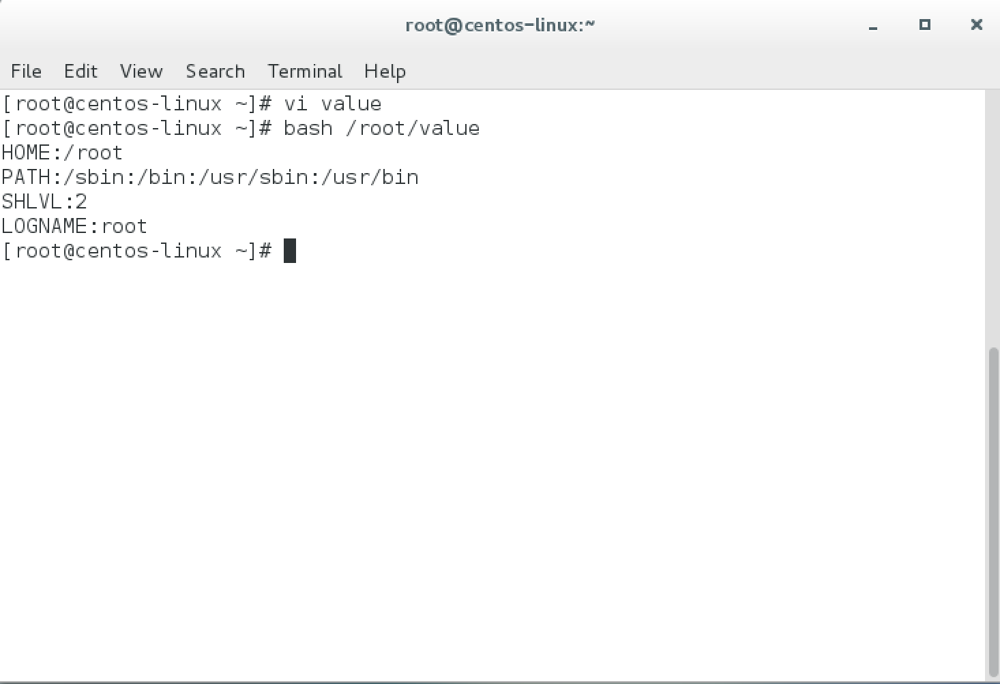 root@centos-linux:~
File Edit View Search Terminal Help
[root@centos-linux ~]# vi value
[root@centos-linux ~]# bash /root/value
HOME:/root
PATH:/sbin:/bin:/usr/sbin:/usr/bin
SHLVL:2
LOGNAME:root
[root@centos-linux ~]#